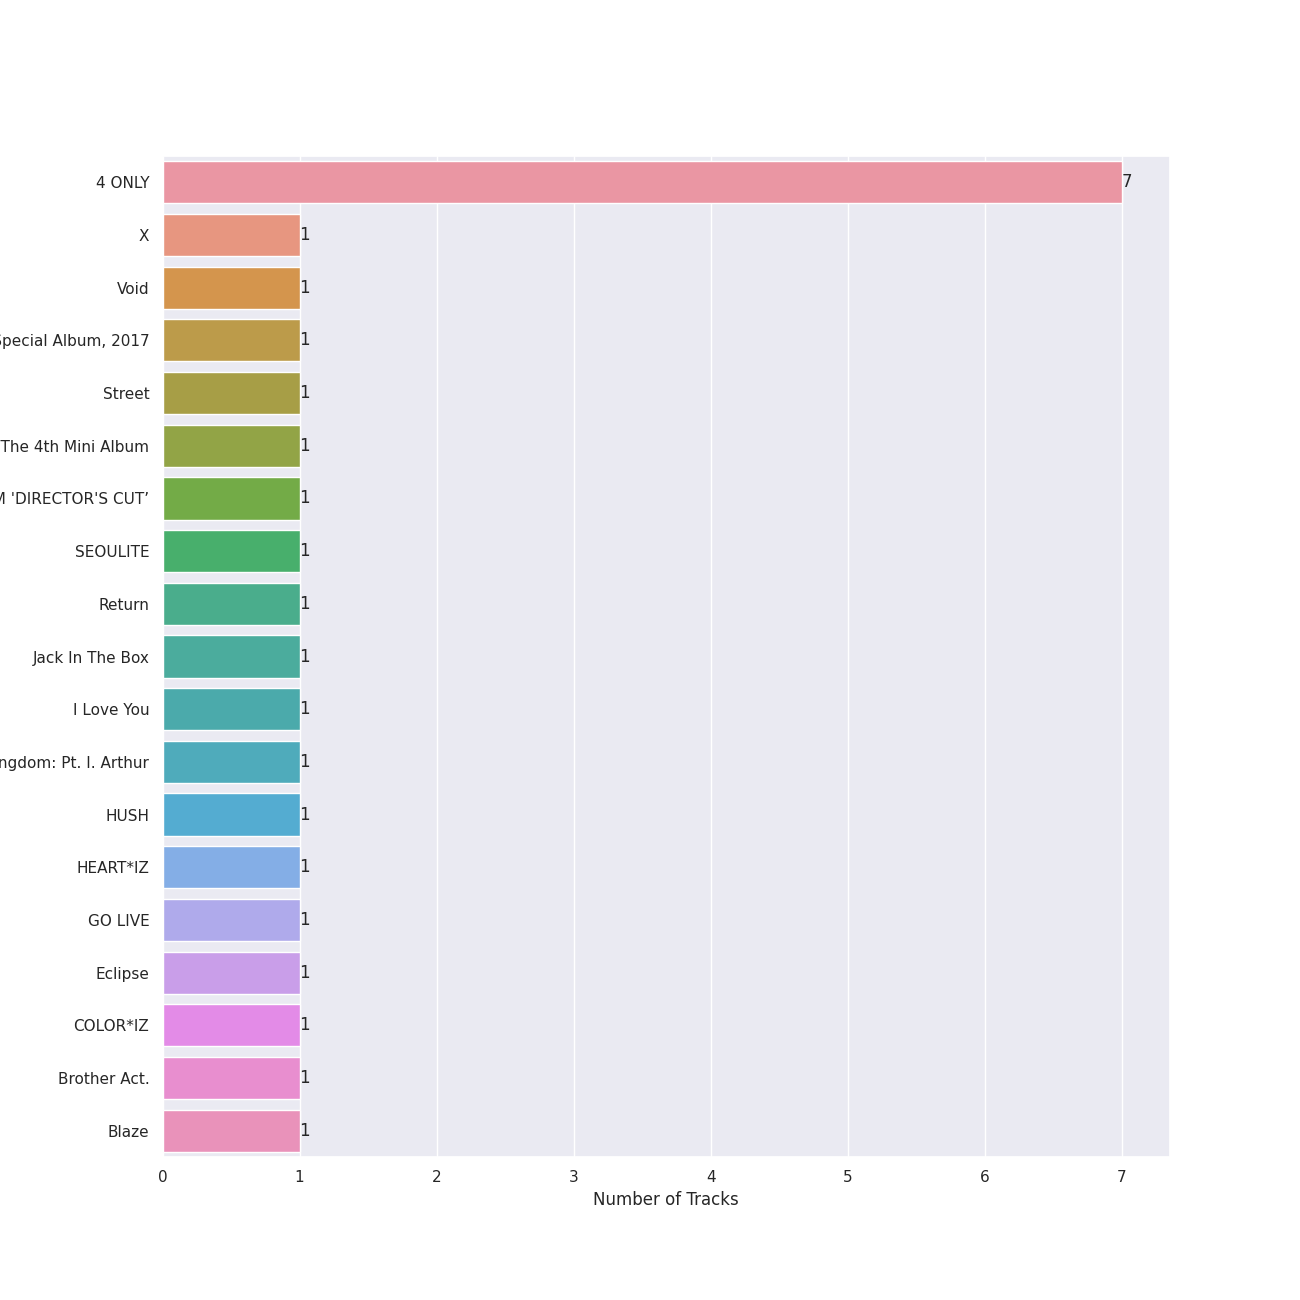 4 ONLY 7
X 1
Void 1
Special Album, 2017 1
Street 1
The 4th Mini Album 1
'DIRECTOR'S CUT’ 1
SEOULITE 1
Return 1
Jack In The Box 1
I Love You 1
ngdom: Pt. I. Arthur 1
HUSH 1
HEART*IZ 1
GO LIVE 1
Eclipse 1
COLOR*IZ 1
Brother Act. 1
Blaze 1
0 1 2 3 4 5 6 7
Number of Tracks